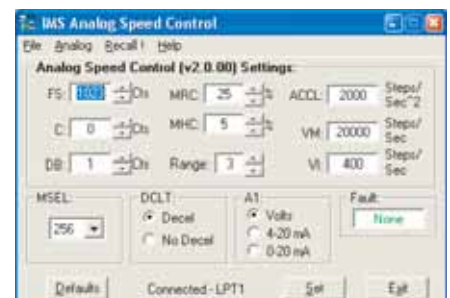 IMS Analog Speed Control
File Analog Recall! Help
Analog Speed Control (v2.0.00) Settings:
FS: 1023 Cts MRC: 25 % ACCL: 2000 Steps/Sec^2
C: 0 Cts MHC: 5 % VM: 20000 Steps/Sec
DB: 1 Cts Range: 3 VI: 400 Steps/Sec
MSEL: DCLT: A1: Fault:
256 Decel Volts None
No Decel 4-20 mA
0-20 mA
Defaults Connected - LPT1 Set Exit